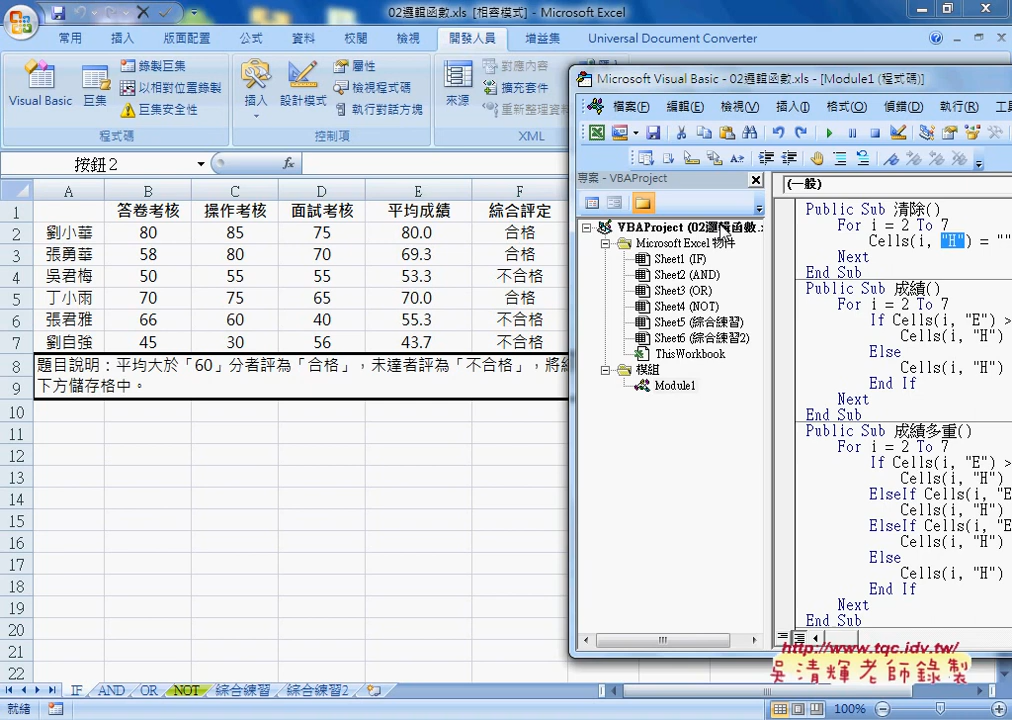 02邏輯函數.xls [相容模式] - Microsoft Excel
常用 插入 版面配置 公式 資料 校閱 檢視 開發人員 增益集 Universal Document Converter
Visual Basic 巨集 錄製巨集 以相對位置錄製 巨集安全性 程式碼
插入 設計模式 屬性 檢視程式碼 執行對話方塊 控制項
來源 對應內容 擴充套件 重新整理資 XML
按鈕 2 fx
A B C D E F
1 答卷考核 操作考核 面試考核 平均成績 綜合評定
2 劉小華 80 85 75 80.0 合格
3 張勇華 58 80 70 69.3 合格
4 吳君梅 50 55 55 53.3 不合格
5 丁小雨 70 75 65 70.0 合格
6 張君雅 66 60 40 55.3 不合格
7 劉自強 45 30 56 43.7 不合格
8 題目說明：平均大於「60」分者評為「合格」，未達者評為「不合格」，將結
9 下方儲存格中。
10
11
12
13
14
15
16
17
18
19
20
21
22
IF AND OR NOT 綜合練習 綜合練習2
就緒 100%
Microsoft Visual Basic - 02邏輯函數.xls - [Module1 (程式碼)]
檔案(F) 編輯(E) 檢視(V) 插入(I) 格式(O) 偵錯(D) 執行(R) 工
專案 - VBAProject
VBAProject (02邏輯函數.x
Microsoft Excel 物件
Sheet1 (IF)
Sheet2 (AND)
Sheet3 (OR)
Sheet4 (NOT)
Sheet5 (綜合練習)
Sheet6 (綜合練習2)
ThisWorkbook
模組
Module1
(一般)
Public Sub 清除()
For i = 2 To 7
Cells(i, "H") = ""
Next
End Sub
Public Sub 成績()
For i = 2 To 7
If Cells(i, "E") >
Cells(i, "H")
Else
Cells(i, "H")
End If
Next
End Sub
Public Sub 成績多重()
For i = 2 To 7
If Cells(i, "E") >
Cells(i, "H")
ElseIf Cells(i, "E
Cells(i, "H")
ElseIf Cells(i, "E
Cells(i, "H")
Else
Cells(i, "H")
End If
Next
End Sub
http://www.tqc.idv.tw/
吳清輝老師錄製